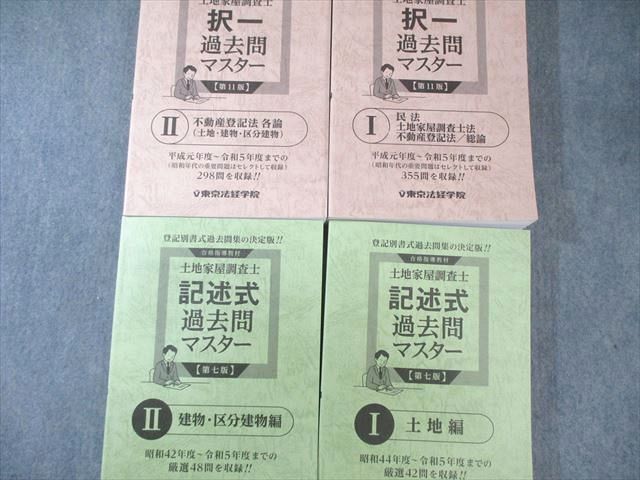 土地家屋調査士
択一
過去問
マスター
【第11版】
II
不動産登記法 各論
(土地・建物・区分建物)
平成元年度~令和5年度までの
(昭和年代の重要問題はセレクトして収録)
298問を収録!!
東京法経学院
土地家屋調査士
択一
過去問
マスター
【第11版】
I
民法
土地家屋調査士法
不動産登記法/総論
平成元年度~令和5年度までの
(昭和年代の重要問題はセレクトして収録)
355問を収録!!
東京法経学院
登記別書式過去問集の決定版!!
合格指導教材
土地家屋調査士
記述式
過去問
マスター
【第七版】
II
建物・区分建物編
昭和42年度~令和5年度までの
厳選48問を収録!!
登記別書式過去問集の決定版!!
合格指導教材
土地家屋調査士
記述式
過去問
マスター
【第七版】
I
土地編
昭和44年度~令和5年度までの
厳選42問を収録!!